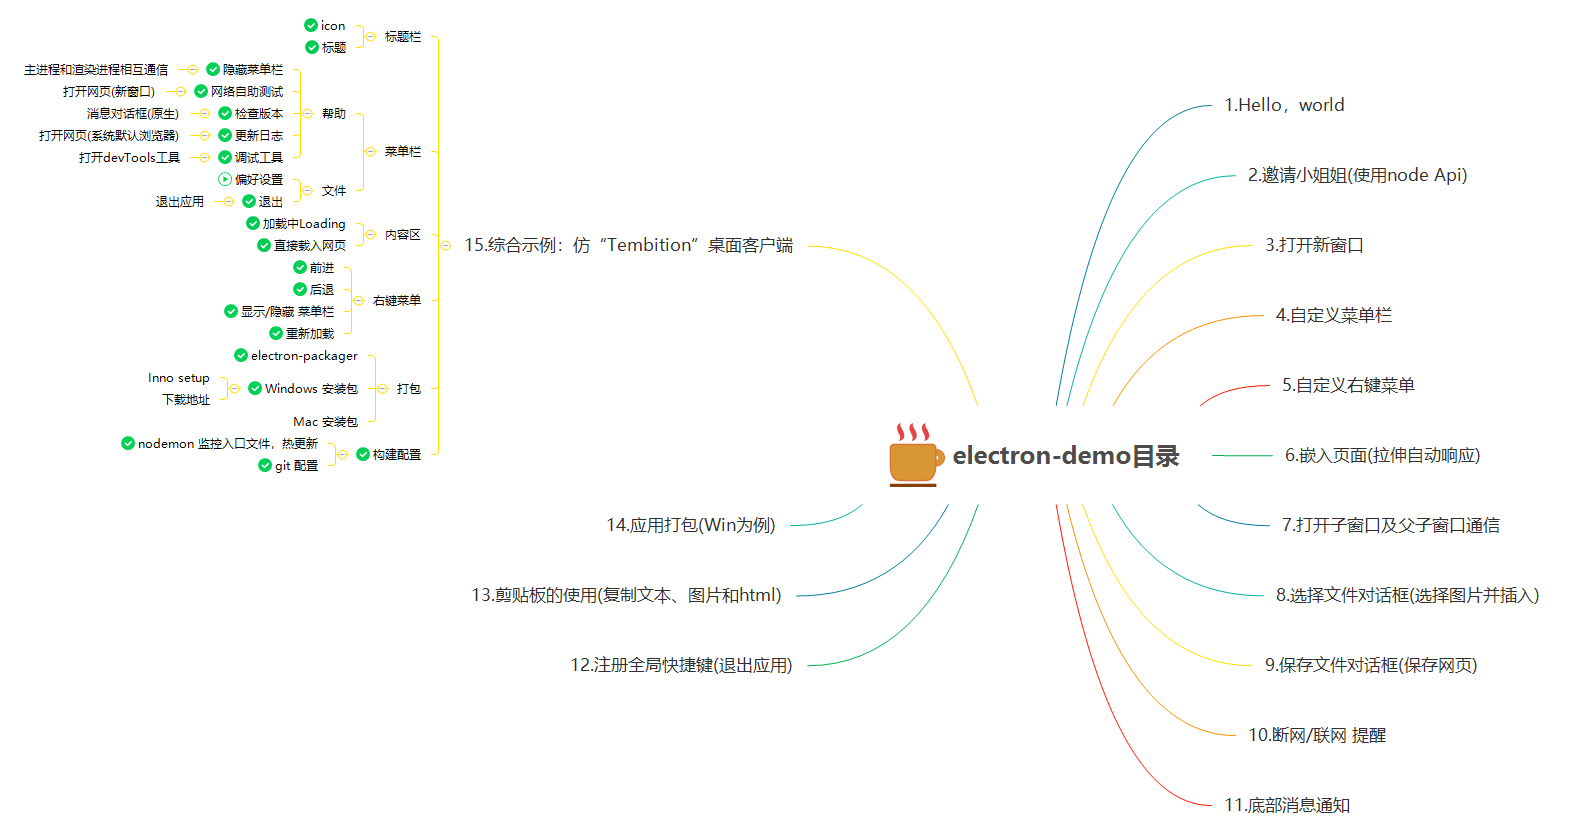 electron-demo目录
1.Hello，world
2.邀请小姐姐(使用node Api)
3.打开新窗口
4.自定义菜单栏
5.自定义右键菜单
6.嵌入页面(拉伸自动响应)
7.打开子窗口及父子窗口通信
8.选择文件对话框(选择图片并插入)
9.保存文件对话框(保存网页)
10.断网/联网 提醒
11.底部消息通知
12.注册全局快捷键(退出应用)
13.剪贴板的使用(复制文本、图片和html)
14.应用打包(Win为例)
15.综合示例：仿“Tembition”桌面客户端
标题栏
icon
标题
菜单栏
帮助
隐藏菜单栏
主进程和渲染进程相互通信
网络自助测试
打开网页(新窗口)
检查版本
消息对话框(原生)
更新日志
打开网页(系统默认浏览器)
调试工具
打开devTools工具
文件
偏好设置
退出
退出应用
内容区
加载中Loading
直接载入网页
右键菜单
前进
后退
显示/隐藏 菜单栏
重新加载
打包
electron-packager
Windows 安装包
Inno setup
下载地址
Mac 安装包
构建配置
nodemon 监控入口文件，热更新
git 配置